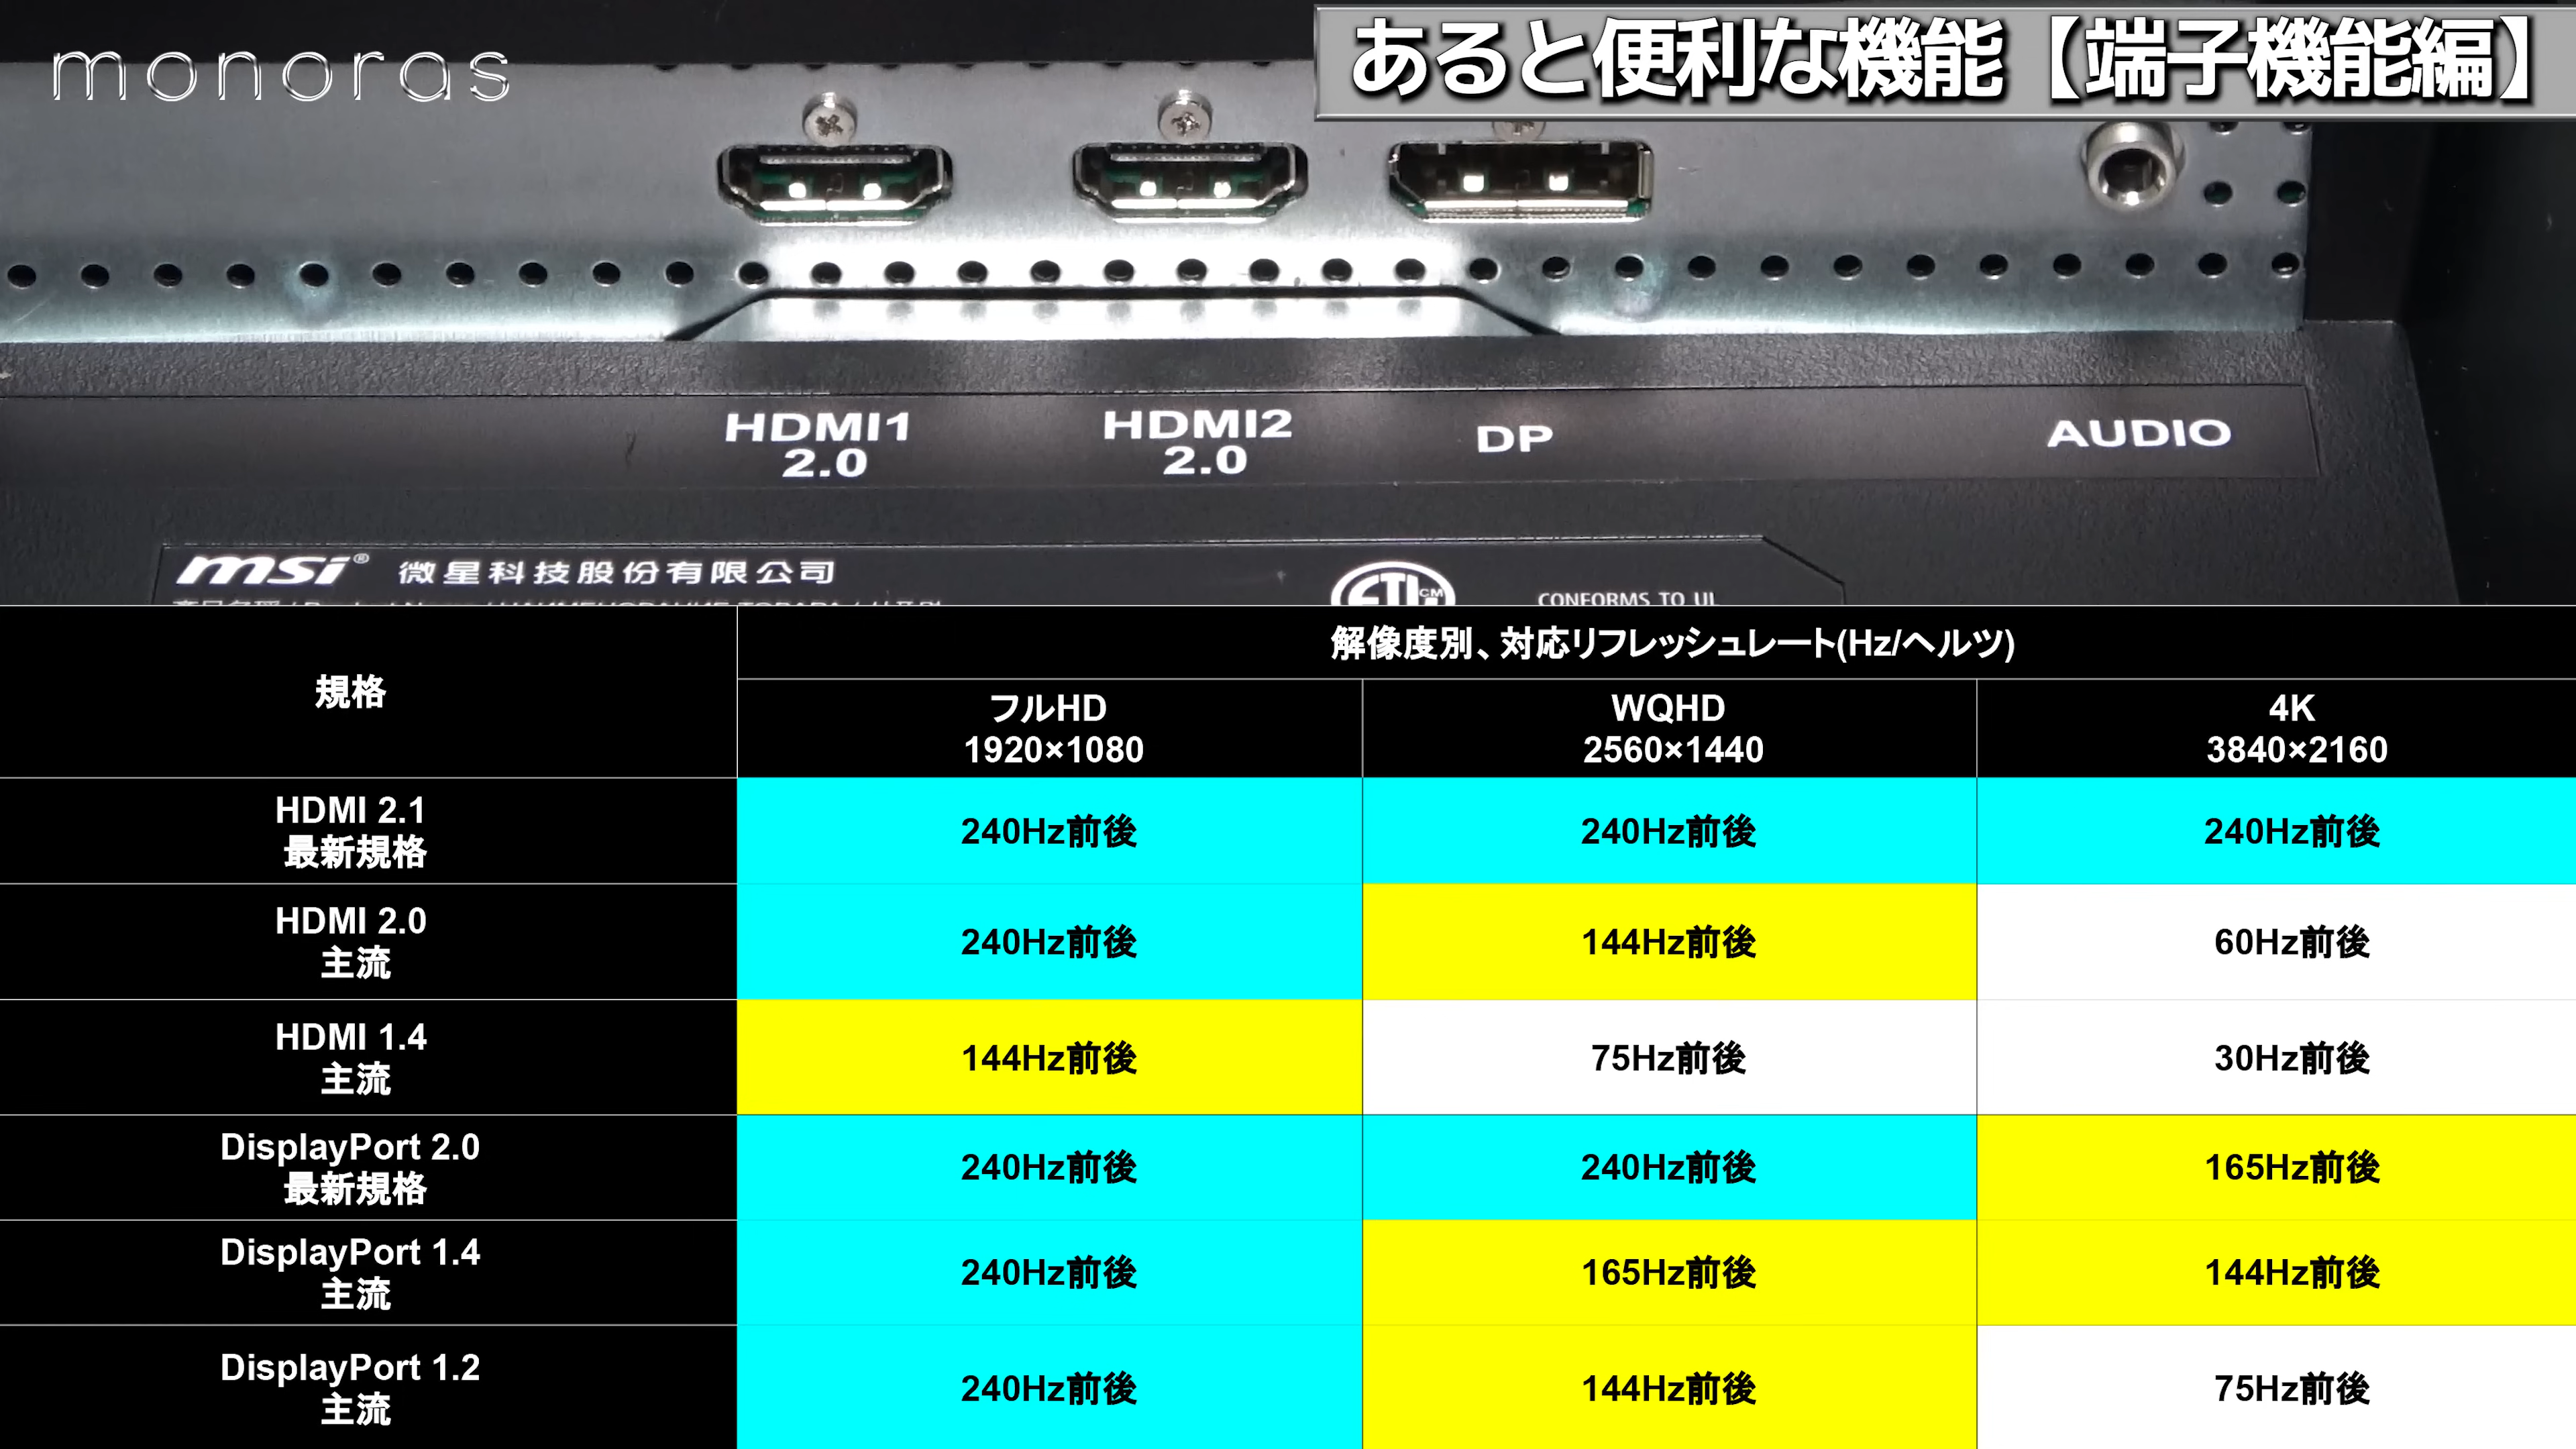 monoras
あると便利な機能【端子機能編】
HDMI1
2.0
HDMI2
2.0
DP
AUDIO
msi® 微星科技股份有限公司
CONFORMS TO UL
規格
解像度別、対応リフレッシュレート(Hz/ヘルツ)
フルHD
1920×1080
WQHD
2560×1440
4K
3840×2160
HDMI 2.1
最新規格
240Hz前後
240Hz前後
240Hz前後
HDMI 2.0
主流
240Hz前後
144Hz前後
60Hz前後
HDMI 1.4
主流
144Hz前後
75Hz前後
30Hz前後
DisplayPort 2.0
最新規格
240Hz前後
240Hz前後
165Hz前後
DisplayPort 1.4
主流
240Hz前後
165Hz前後
144Hz前後
DisplayPort 1.2
主流
240Hz前後
144Hz前後
75Hz前後